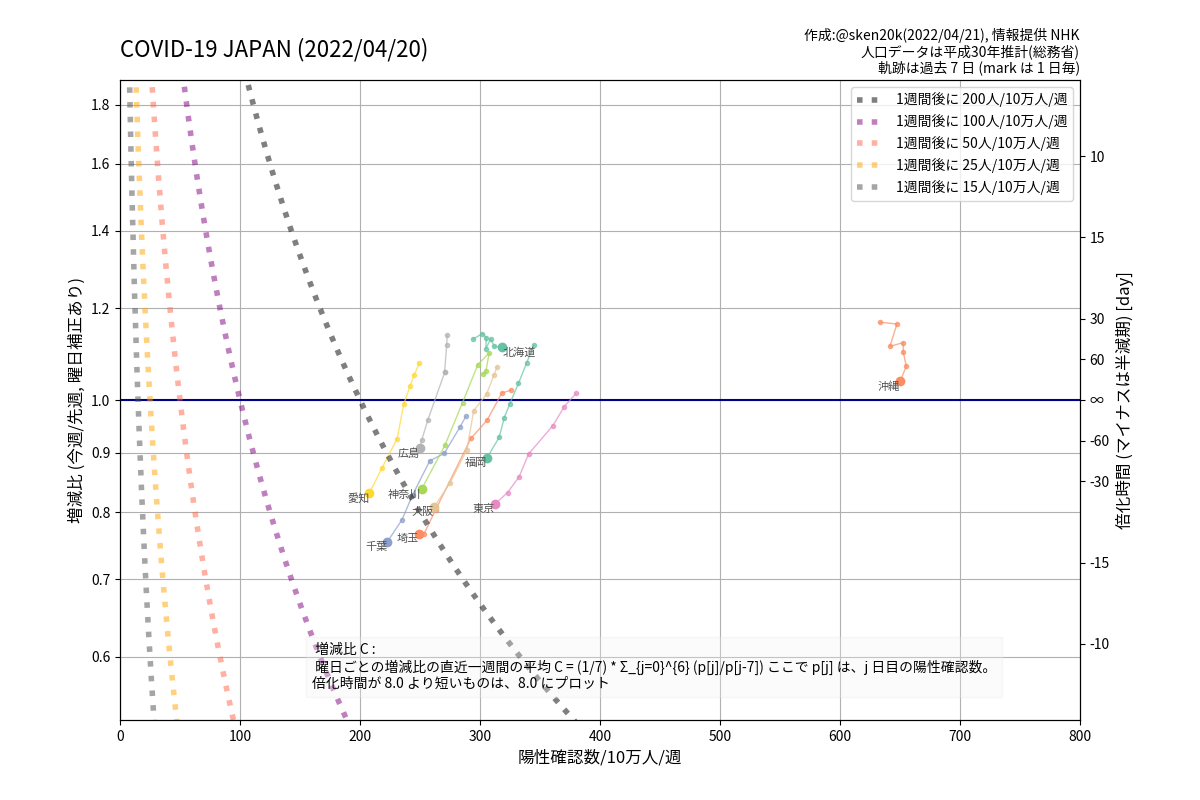 COVID-19 JAPAN (2022/04/20)
作成:@sken20k(2022/04/21), 情報提供 NHK
人口データは平成30年推計(総務省)
軌跡は過去 7 日 (mark は 1 日毎)
1週間後に 200人/10万人/週
1週間後に 100人/10万人/週
1週間後に 50人/10万人/週
1週間後に 25人/10万人/週
1週間後に 15人/10万人/週
増減比 (今週/先週, 曜日補正あり)
1.8
1.6
1.4
1.2
1.0
0.9
0.8
0.7
0.6
10
15
30
60
∞
-60
-30
-15
-10
倍化時間 (マイナスは半減期) [day]
北海道
沖縄
広島
福岡
愛知
神奈川
大阪
東京
埼玉
千葉
増減比 C :
曜日ごとの増減比の直近一週間の平均 C = (1/7) * Σ_{j=0}^{6} (p[j]/p[j-7]) ここで p[j] は、j 日目の陽性確認数。
倍化時間が 8.0 より短いものは、8.0 にプロット
0 100 200 300 400 500 600 700 800
陽性確認数/10万人/週